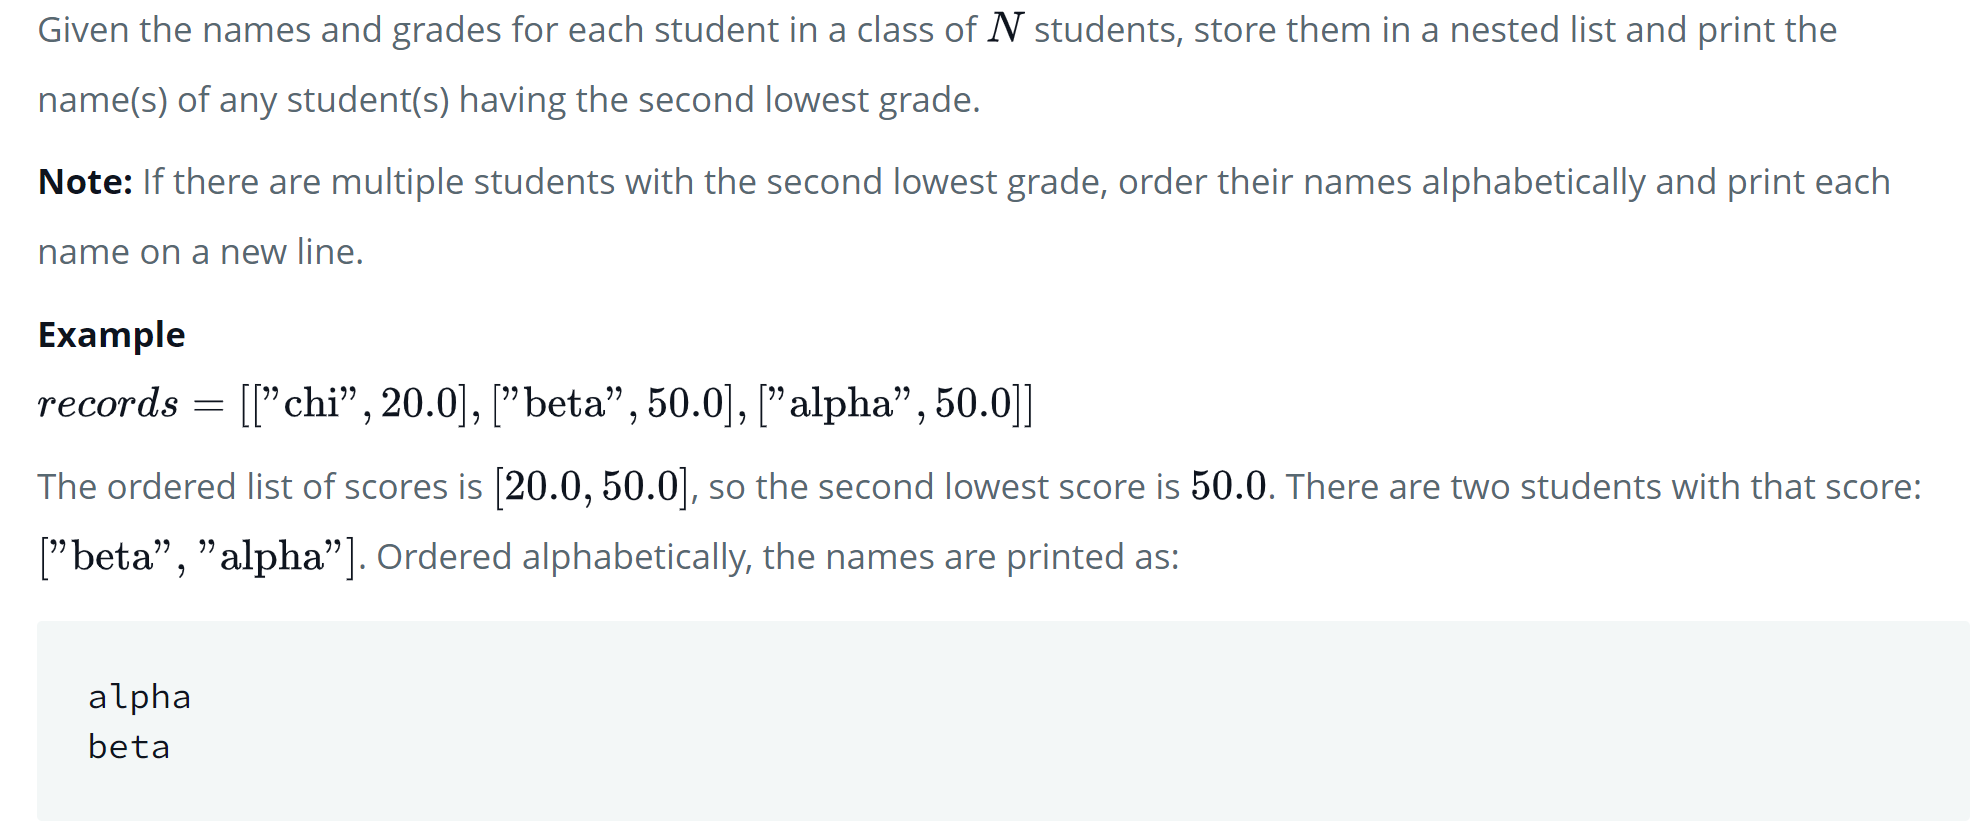 Given the names and grades for each student in a class of N students, store them in a nested list and print the
name(s) of any student(s) having the second lowest grade.
Note: If there are multiple students with the second lowest grade, order their names alphabetically and print each
name on a new line.
Example
records = [["chi", 20.0], ["beta", 50.0], ["alpha", 50.0]]
The ordered list of scores is [20.0, 50.0], so the second lowest score is 50.0. There are two students with that score:
["beta", "alpha"]. Ordered alphabetically, the names are printed as:
alpha
beta